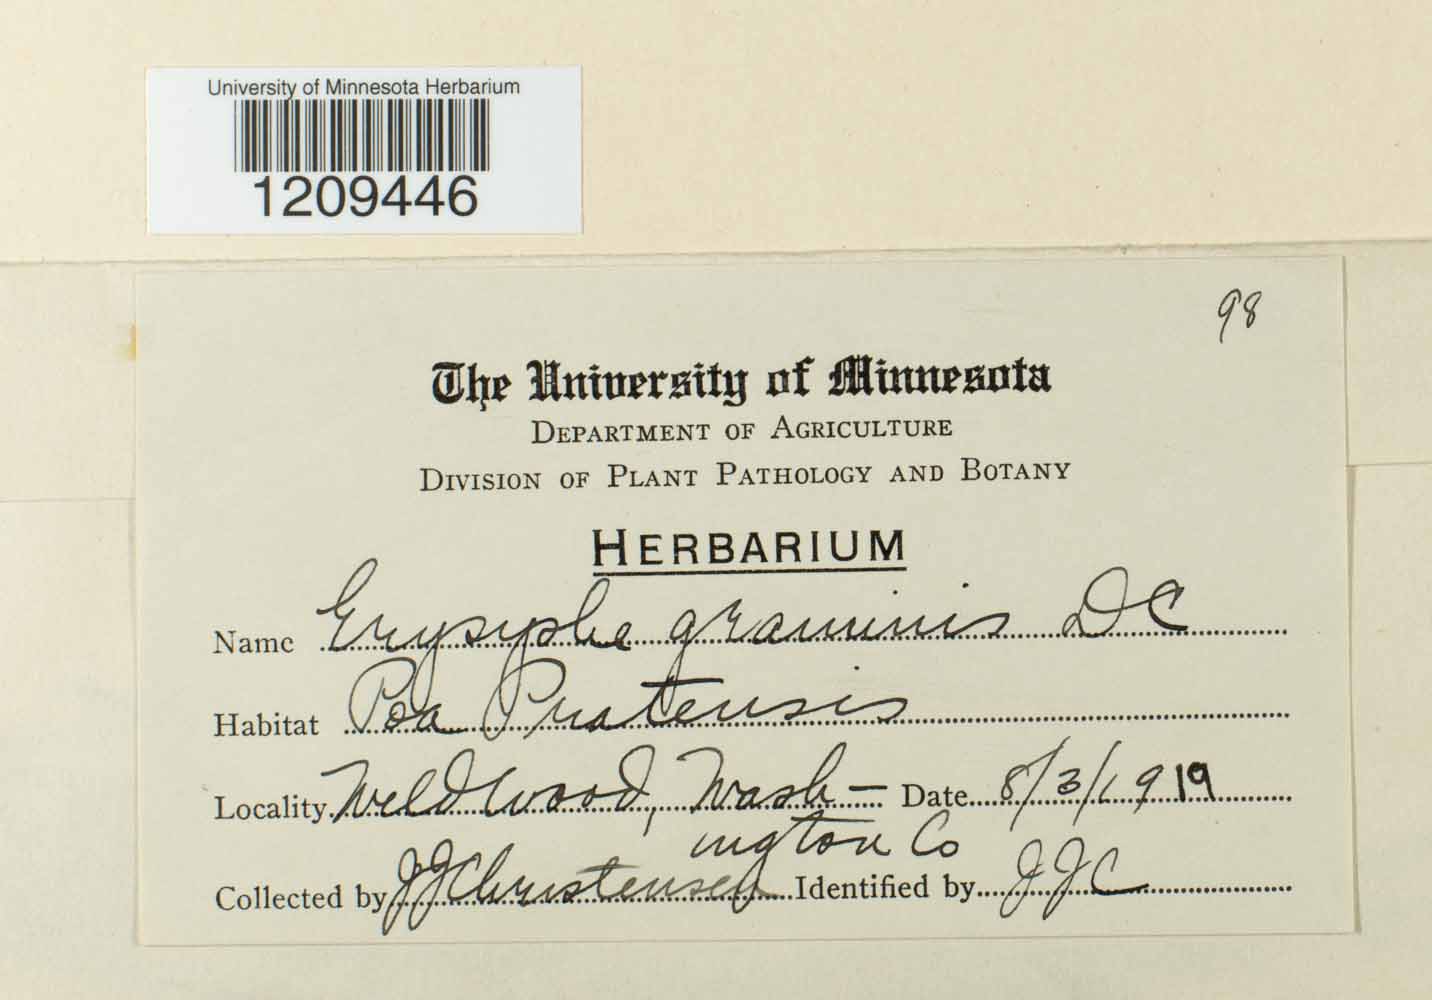 University of Minnesota Herbarium
1209446
98
The University of Minnesota
DEPARTMENT OF AGRICULTURE
DIVISION OF PLANT PATHOLOGY AND BOTANY
HERBARIUM
Name Erysiphe graminis DC
Habitat Poa Pratensis
Locality Wildwood, Wash- Date 8/3/1919
ington Co
Collected by JJChristensen Identified by JJC